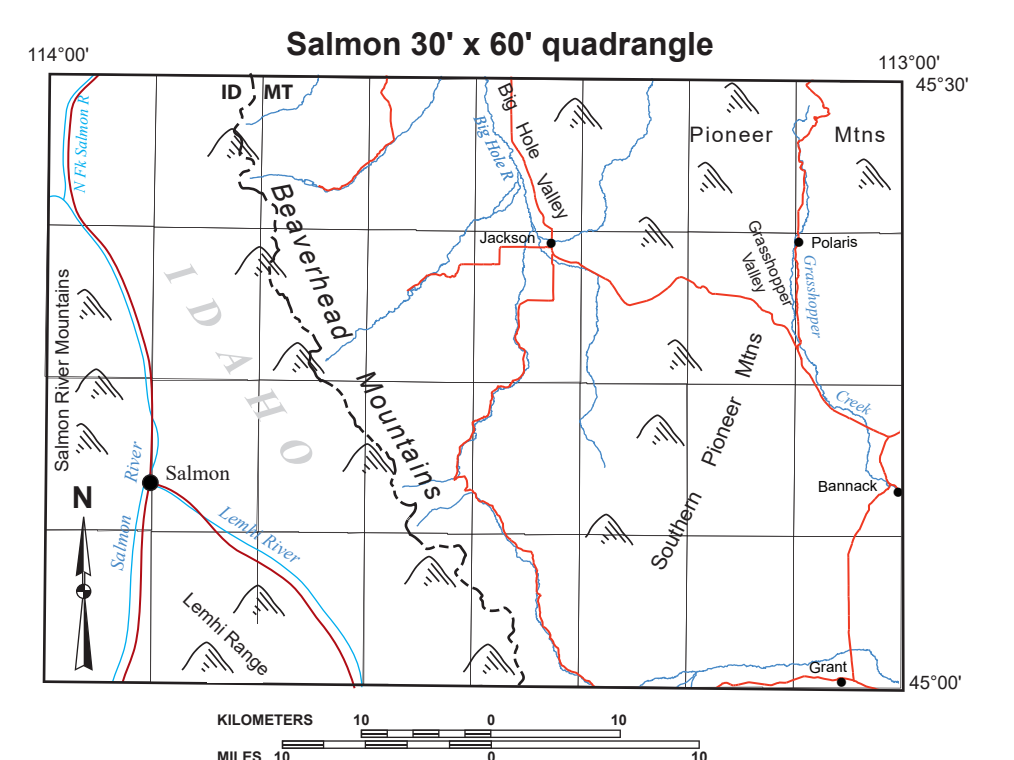 Salmon 30' x 60' quadrangle
114°00'
113°00'
45°30'
ID
MT
N Fk Salmon R
Big Hole Valley
Big Hole R
Pioneer Mtns
Beaverhead Mountains
Jackson
Polaris
Grasshopper
Valley
Grasshopper Creek
IDAHO
Salmon River Mountains
Southern Pioneer Mtns
Salmon River
Salmon
Lemhi River
Bannack
N
Lemhi Range
Grant
45°00'
KILOMETERS 10 0 10
MILES 10 0 10